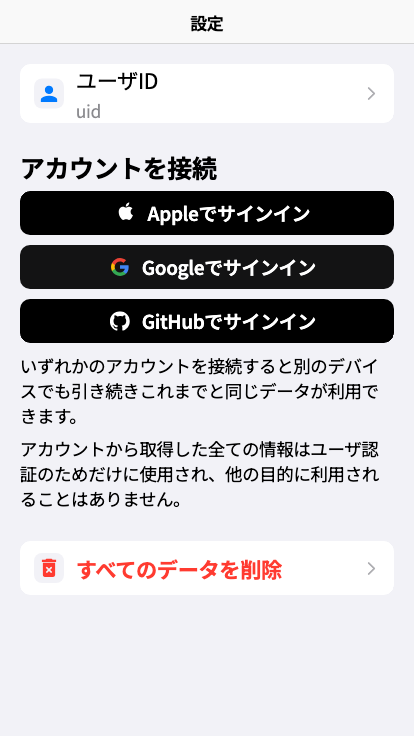 設定
ユーザID
uid
アカウントを接続
Appleでサインイン
Googleでサインイン
GitHubでサインイン
いずれかのアカウントを接続すると別のデバイ
スでも引き続きこれまでと同じデータが利用で
きます。
アカウントから取得した全ての情報はユーザ認
証のためだけに使用され、他の目的に利用され
ることはありません。
すべてのデータを削除